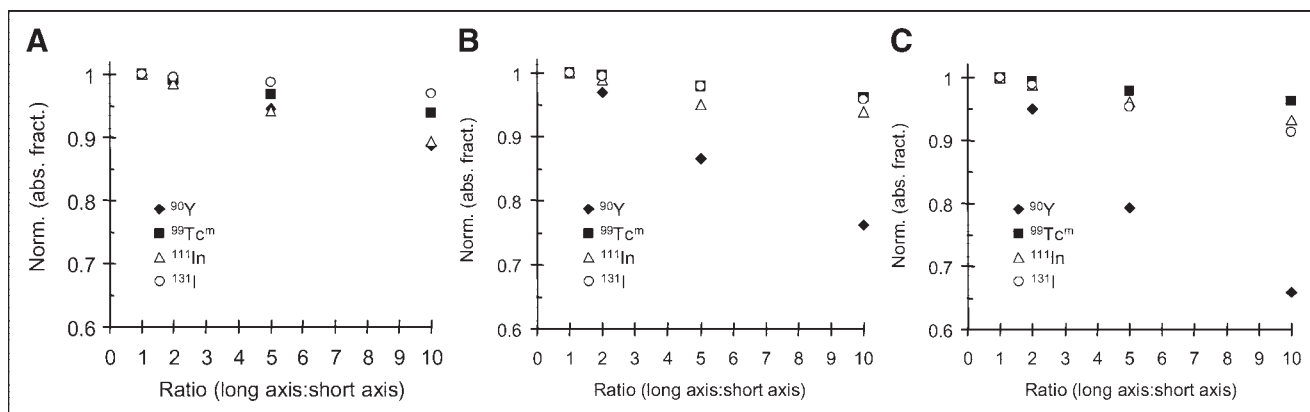 A
Norm. (abs. fract.)
1
0.9
0.8
0.7
0.6
⁹⁰Y
⁹⁹Tcᵐ
¹¹¹In
¹³¹I
0 1 2 3 4 5 6 7 8 9 10
Ratio (long axis:short axis)
B
Norm. (abs. fract.)
1
0.9
0.8
0.7
0.6
⁹⁰Y
⁹⁹Tcᵐ
¹¹¹In
¹³¹I
0 1 2 3 4 5 6 7 8 9 10
Ratio (long axis:short axis)
C
Norm. (abs. fract.)
1
0.9
0.8
0.7
0.6
⁹⁰Y
⁹⁹Tcᵐ
¹¹¹In
¹³¹I
0 1 2 3 4 5 6 7 8 9 10
Ratio (long axis:short axis)